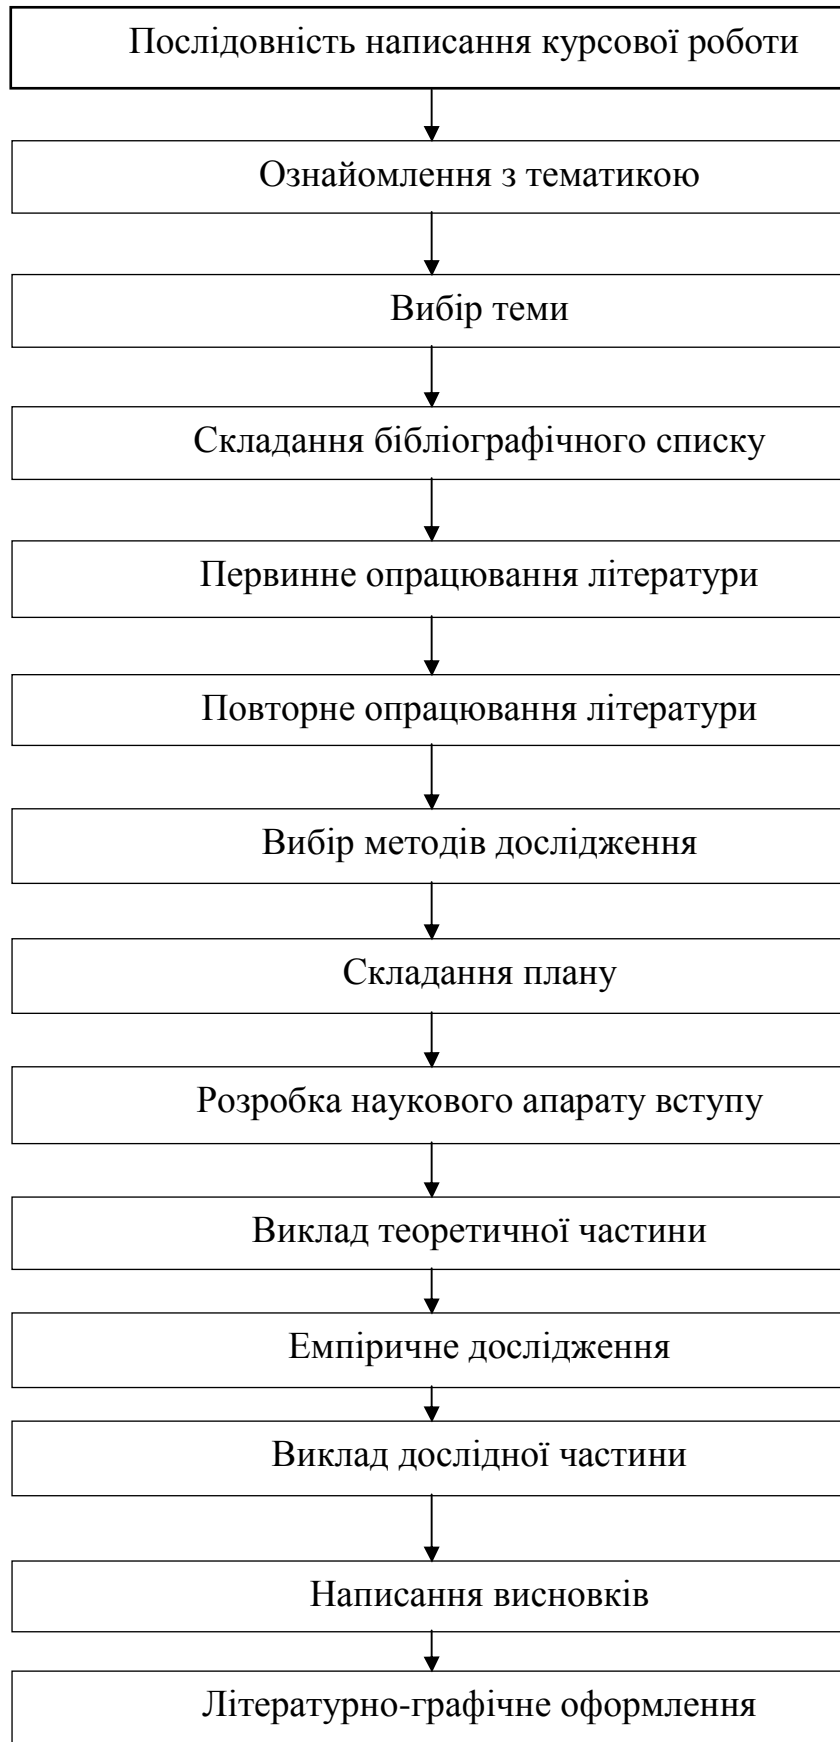 Послідовність написання курсової роботи
Ознайомлення з тематикою
Вибір теми
Складання бібліографічного списку
Первинне опрацювання літератури
Повторне опрацювання літератури
Вибір методів дослідження
Складання плану
Розробка наукового апарату вступу
Виклад теоретичної частини
Емпіричне дослідження
Виклад дослідної частини
Написання висновків
Літературно-графічне оформлення